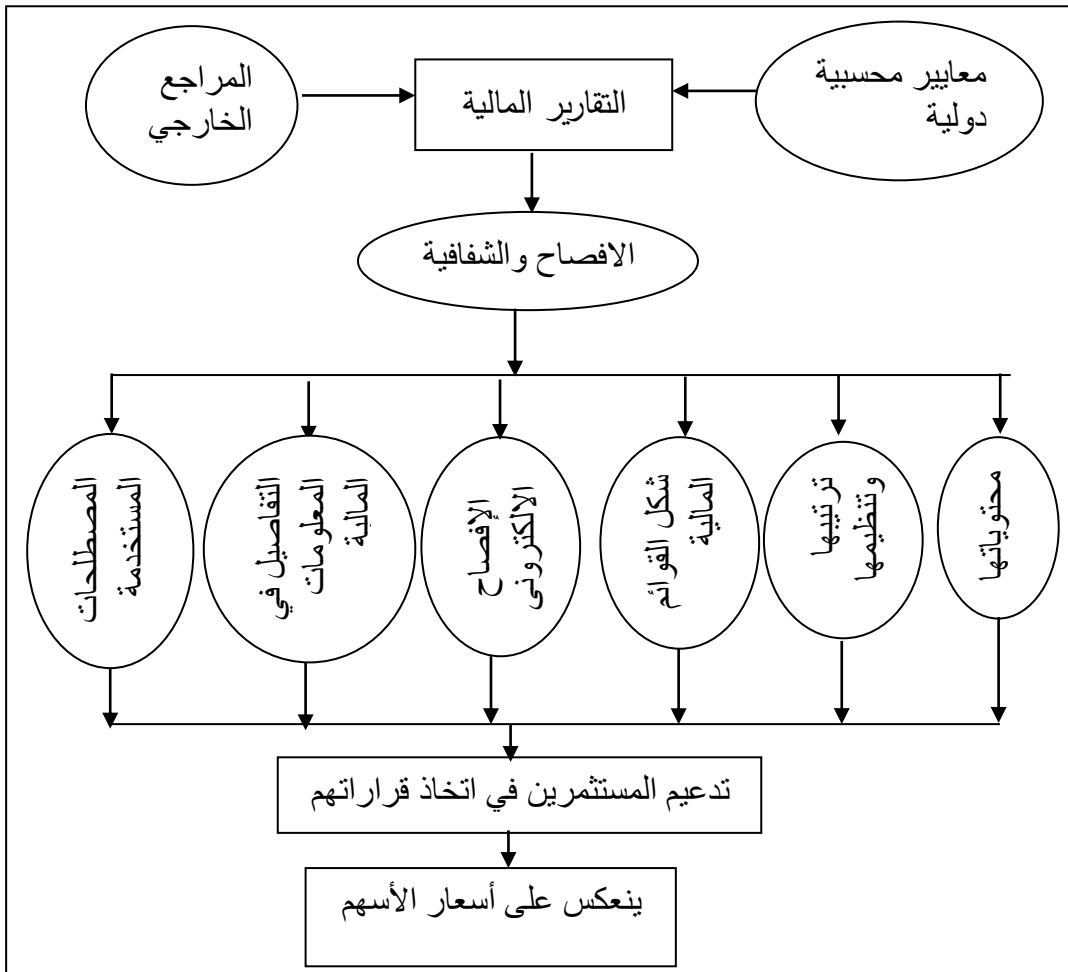 معايير محسبية
دولية
التقارير المالية
المراجع
الخارجي
الافصاح والشفافية
محتوياتها
ترتيبها
وتنظيمها
شكل القوائم
المالية
الإفصاح
الالكترونى
التفاصيل في
المعلومات
المالية
المصطلحات
المستخدمة
تدعيم المستثمرين في اتخاذ قراراتهم
ينعكس على أسعار الأسهم